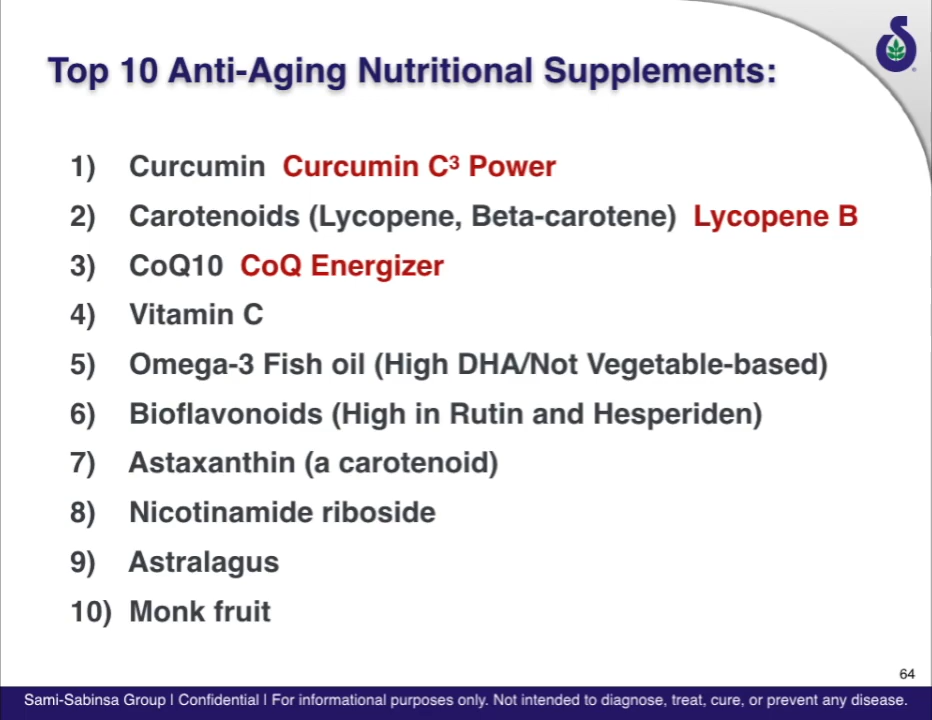 Top 10 Anti-Aging Nutritional Supplements:
1) Curcumin Curcumin C³ Power
2) Carotenoids (Lycopene, Beta-carotene) Lycopene B
3) CoQ10 CoQ Energizer
4) Vitamin C
5) Omega-3 Fish oil (High DHA/Not Vegetable-based)
6) Bioflavonoids (High in Rutin and Hesperiden)
7) Astaxanthin (a carotenoid)
8) Nicotinamide riboside
9) Astralagus
10) Monk fruit
64
Sami-Sabinsa Group | Confidential | For informational purposes only. Not intended to diagnose, treat, cure, or prevent any disease.